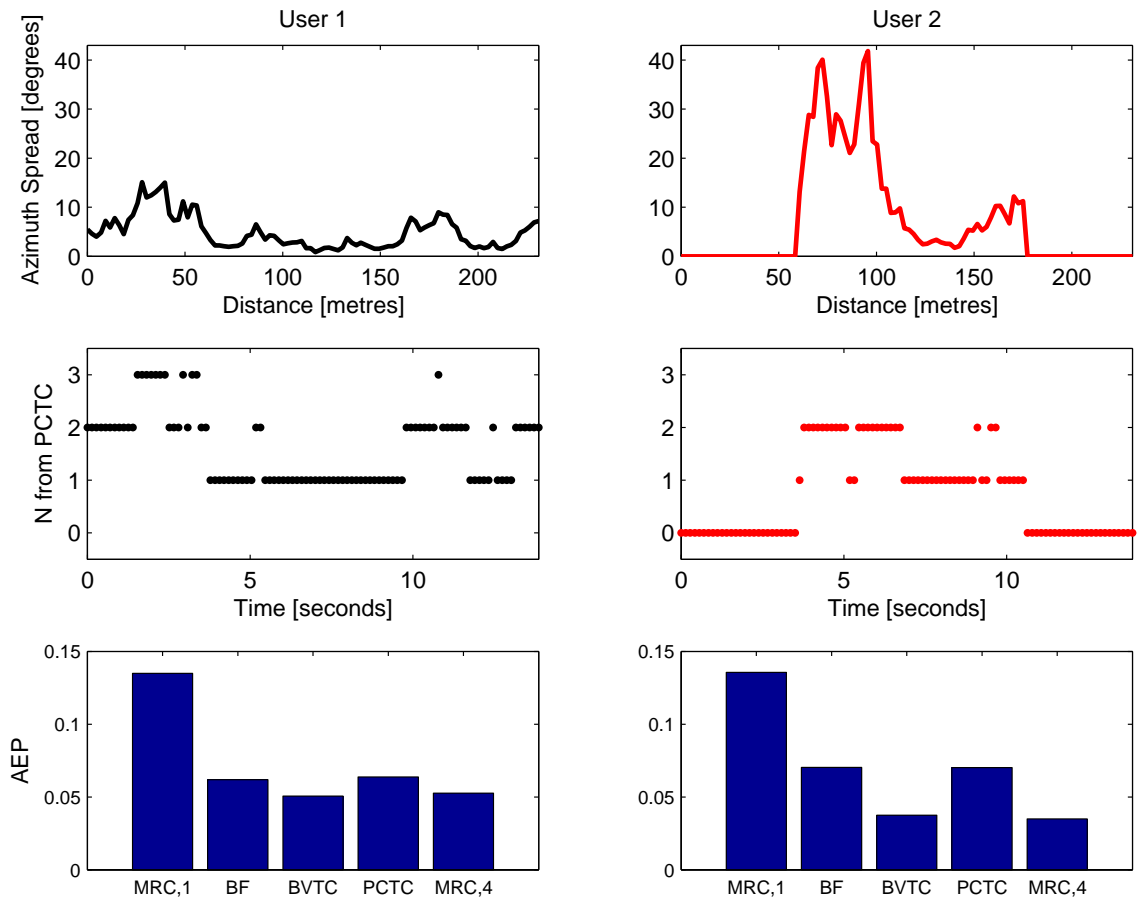 User 1
User 2
Azimuth Spread [degrees]
40
30
20
10
0
0 50 100 150 200
Distance [metres]
40
30
20
10
0
0 50 100 150 200
Distance [metres]
N from PCTC
3
2
1
0
0 5 10
Time [seconds]
3
2
1
0
0 5 10
Time [seconds]
AEP
0.15
0.1
0.05
0
MRC,1 BF BVTC PCTC MRC,4
0.15
0.1
0.05
0
MRC,1 BF BVTC PCTC MRC,4